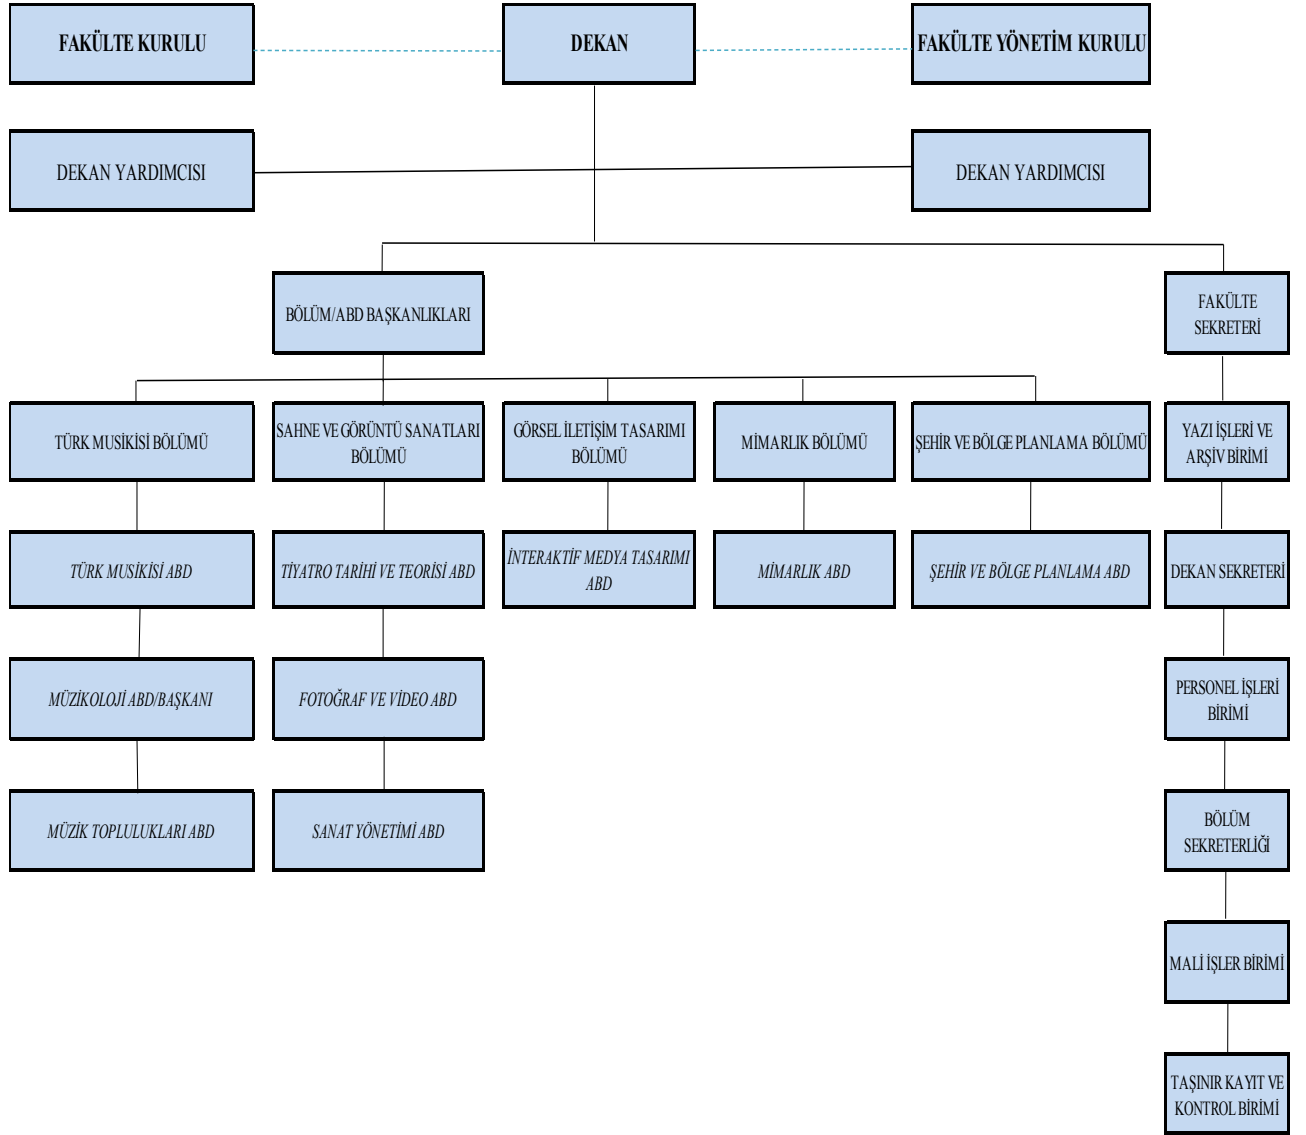 FAKÜLTE KURULU
DEKAN
FAKÜLTE YÖNETİM KURULU
DEKAN YARDIMCISI
DEKAN YARDIMCISI
BÖLÜM/ABD BAŞKANLIKLARI
FAKÜLTE
SEKRETERİ
TÜRK MUSİKİSİ BÖLÜMÜ
SAHNE VE GÖRÜNTÜ SANATLARI
BÖLÜMÜ
GÖRSEL İLETİŞİM TASARIMI
BÖLÜMÜ
MİMARLIK BÖLÜMÜ
ŞEHİR VE BÖLGE PLANLAMA BÖLÜMÜ
YAZI İŞLERİ VE
ARŞİV BİRİMİ
TÜRK MUSİKİSİ ABD
TİYATRO TARİHİ VE TEORİSİ ABD
İNTERAKTİF MEDYA TASARIMI
ABD
MİMARLIK ABD
ŞEHİR VE BÖLGE PLANLAMA ABD
DEKAN SEKRETERİ
MÜZİKOLOJİ ABD/BAŞKANI
FOTOĞRAF VE VİDEO ABD
PERSONEL İŞLERİ
BİRİMİ
MÜZİK TOPLULUKLARI ABD
SANAT YÖNETİMİ ABD
BÖLÜM
SEKRETERLİĞİ
MALİ İŞLER BİRİMİ
TAŞINIR KAYIT VE
KONTROL BİRİMİ